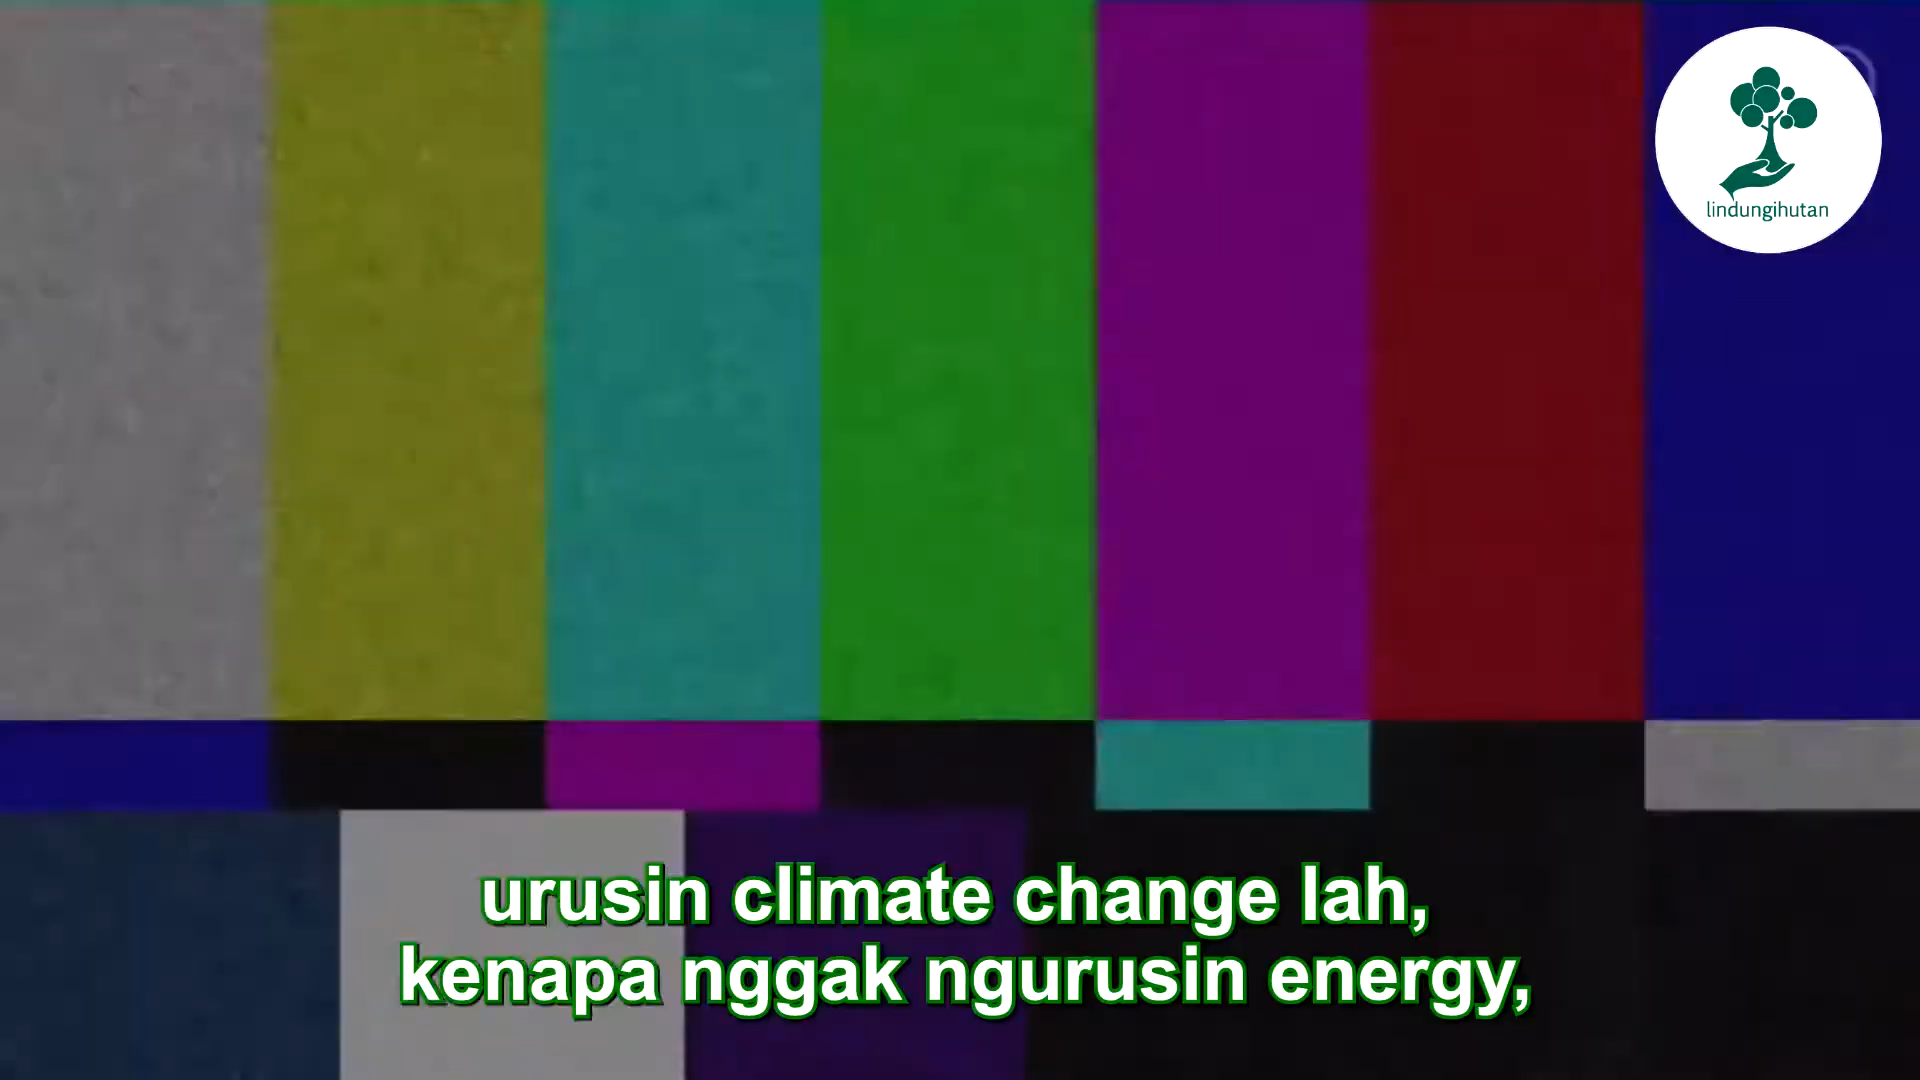 lindungihutan
urusin climate change lah,
kenapa nggak ngurusin energy,